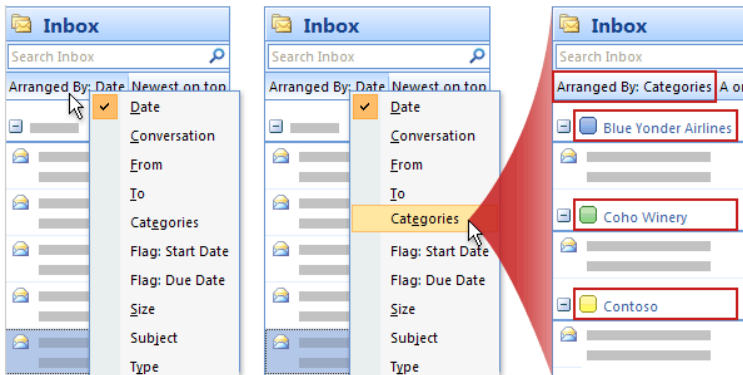 Inbox
Search Inbox
Arranged By: Date Newest on top
Date
Conversation
From
To
Categories
Flag: Start Date
Flag: Due Date
Size
Subject
Type
Inbox
Search Inbox
Arranged By: Date Newest on top
Date
Conversation
From
To
Categories
Flag: Start Date
Flag: Due Date
Size
Subject
Type
Inbox
Search Inbox
Arranged By: Categories A on
Blue Yonder Airlines
Coho Winery
Contoso